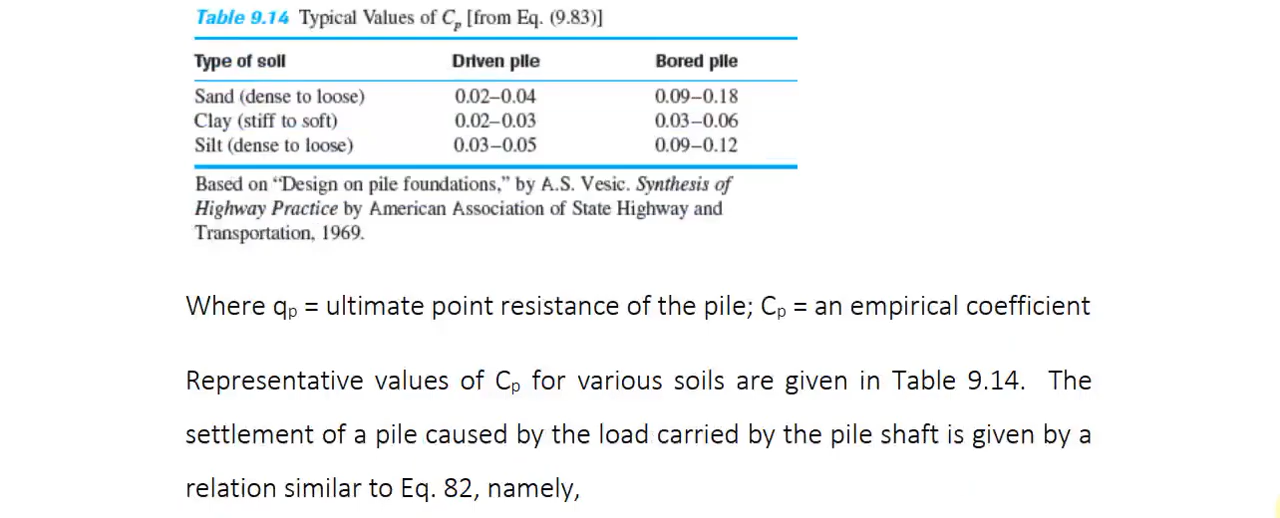 Table 9.14 Typical Values of Cp [from Eq. (9.83)]
Type of soil Driven pile Bored pile
Sand (dense to loose) 0.02–0.04 0.09–0.18
Clay (stiff to soft) 0.02–0.03 0.03–0.06
Silt (dense to loose) 0.03–0.05 0.09–0.12
Based on “Design on pile foundations,” by A.S. Vesic. Synthesis of
Highway Practice by American Association of State Highway and
Transportation, 1969.
Where qp = ultimate point resistance of the pile; Cp = an empirical coefficient
Representative values of Cp for various soils are given in Table 9.14. The
settlement of a pile caused by the load carried by the pile shaft is given by a
relation similar to Eq. 82, namely,